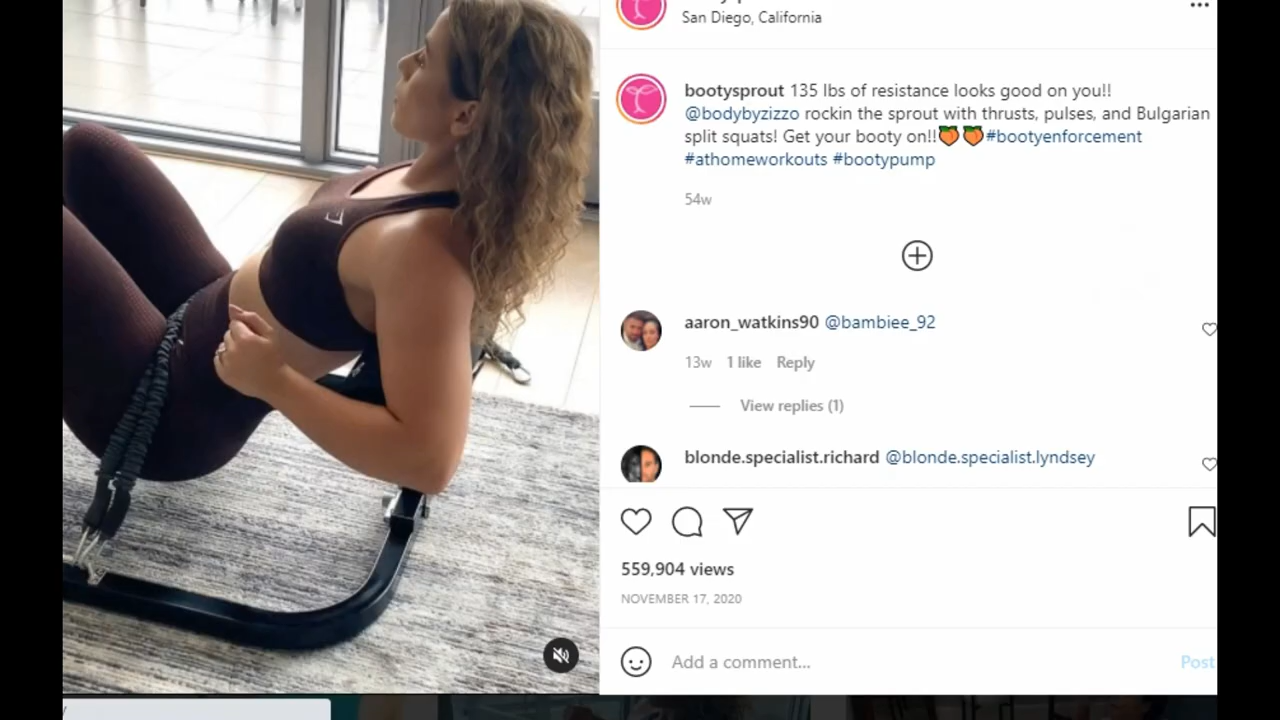 San Diego, California
bootysprout 135 lbs of resistance looks good on you!!
@bodybyzizzo rockin the sprout with thrusts, pulses, and Bulgarian
split squats! Get your booty on!!🍑🍑#bootyenforcement
#athomeworkouts #bootypump
54w
aaron_watkins90 @bambiee_92
13w 1 like Reply
View replies (1)
blonde.specialist.richard @blonde.specialist.lyndsey
559,904 views
NOVEMBER 17, 2020
Add a comment... Post